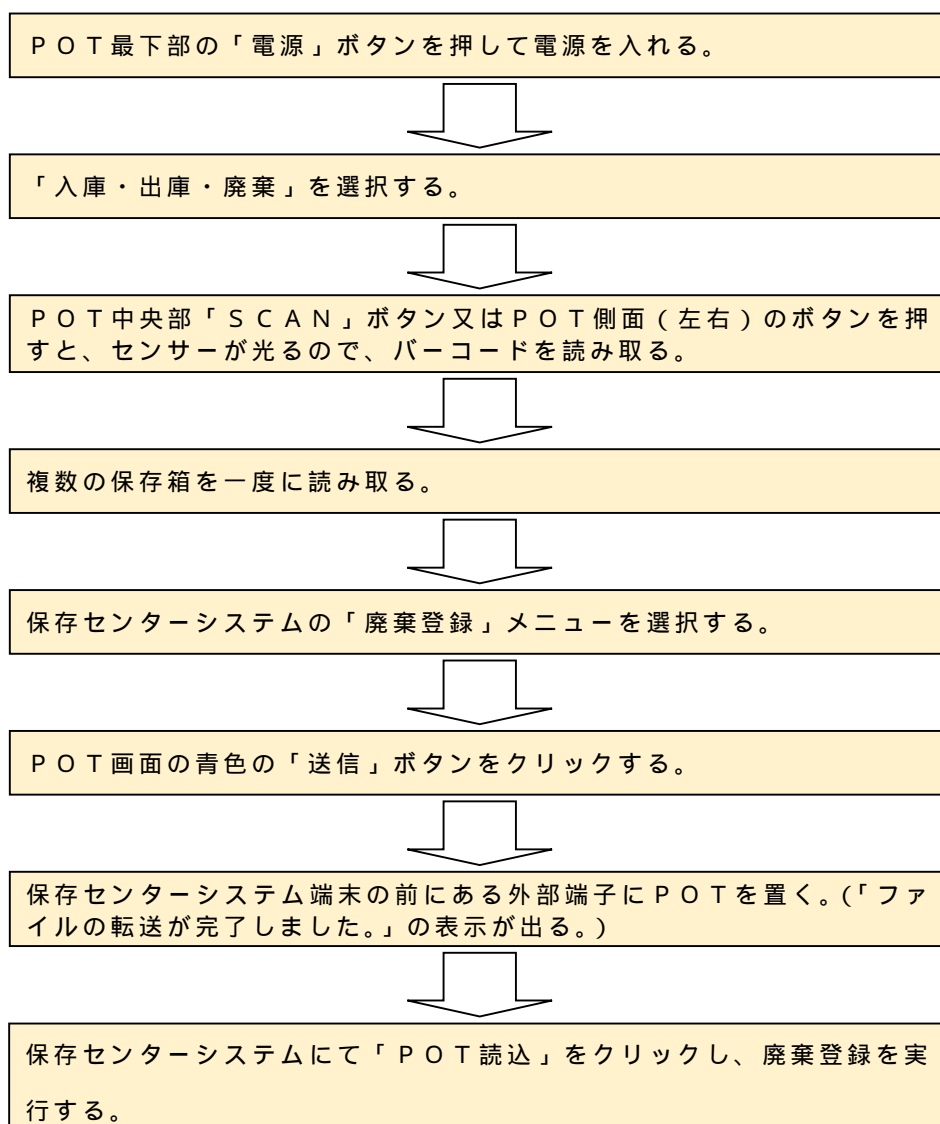 ＰＯＴ最下部の「電源」ボタンを押して電源を入れる。
「入庫・出庫・廃棄」を選択する。
ＰＯＴ中央部「ＳＣＡＮ」ボタン又はＰＯＴ側面（左右）のボタンを押
すと、センサーが光るので、バーコードを読み取る。
複数の保存箱を一度に読み取る。
保存センターシステムの「廃棄登録」メニューを選択する。
ＰＯＴ画面の青色の「送信」ボタンをクリックする。
保存センターシステム端末の前にある外部端子にＰＯＴを置く。(「ファ
イルの転送が完了しました。」の表示が出る。)
保存センターシステムにて「ＰＯＴ読込」をクリックし、廃棄登録を実
行する。